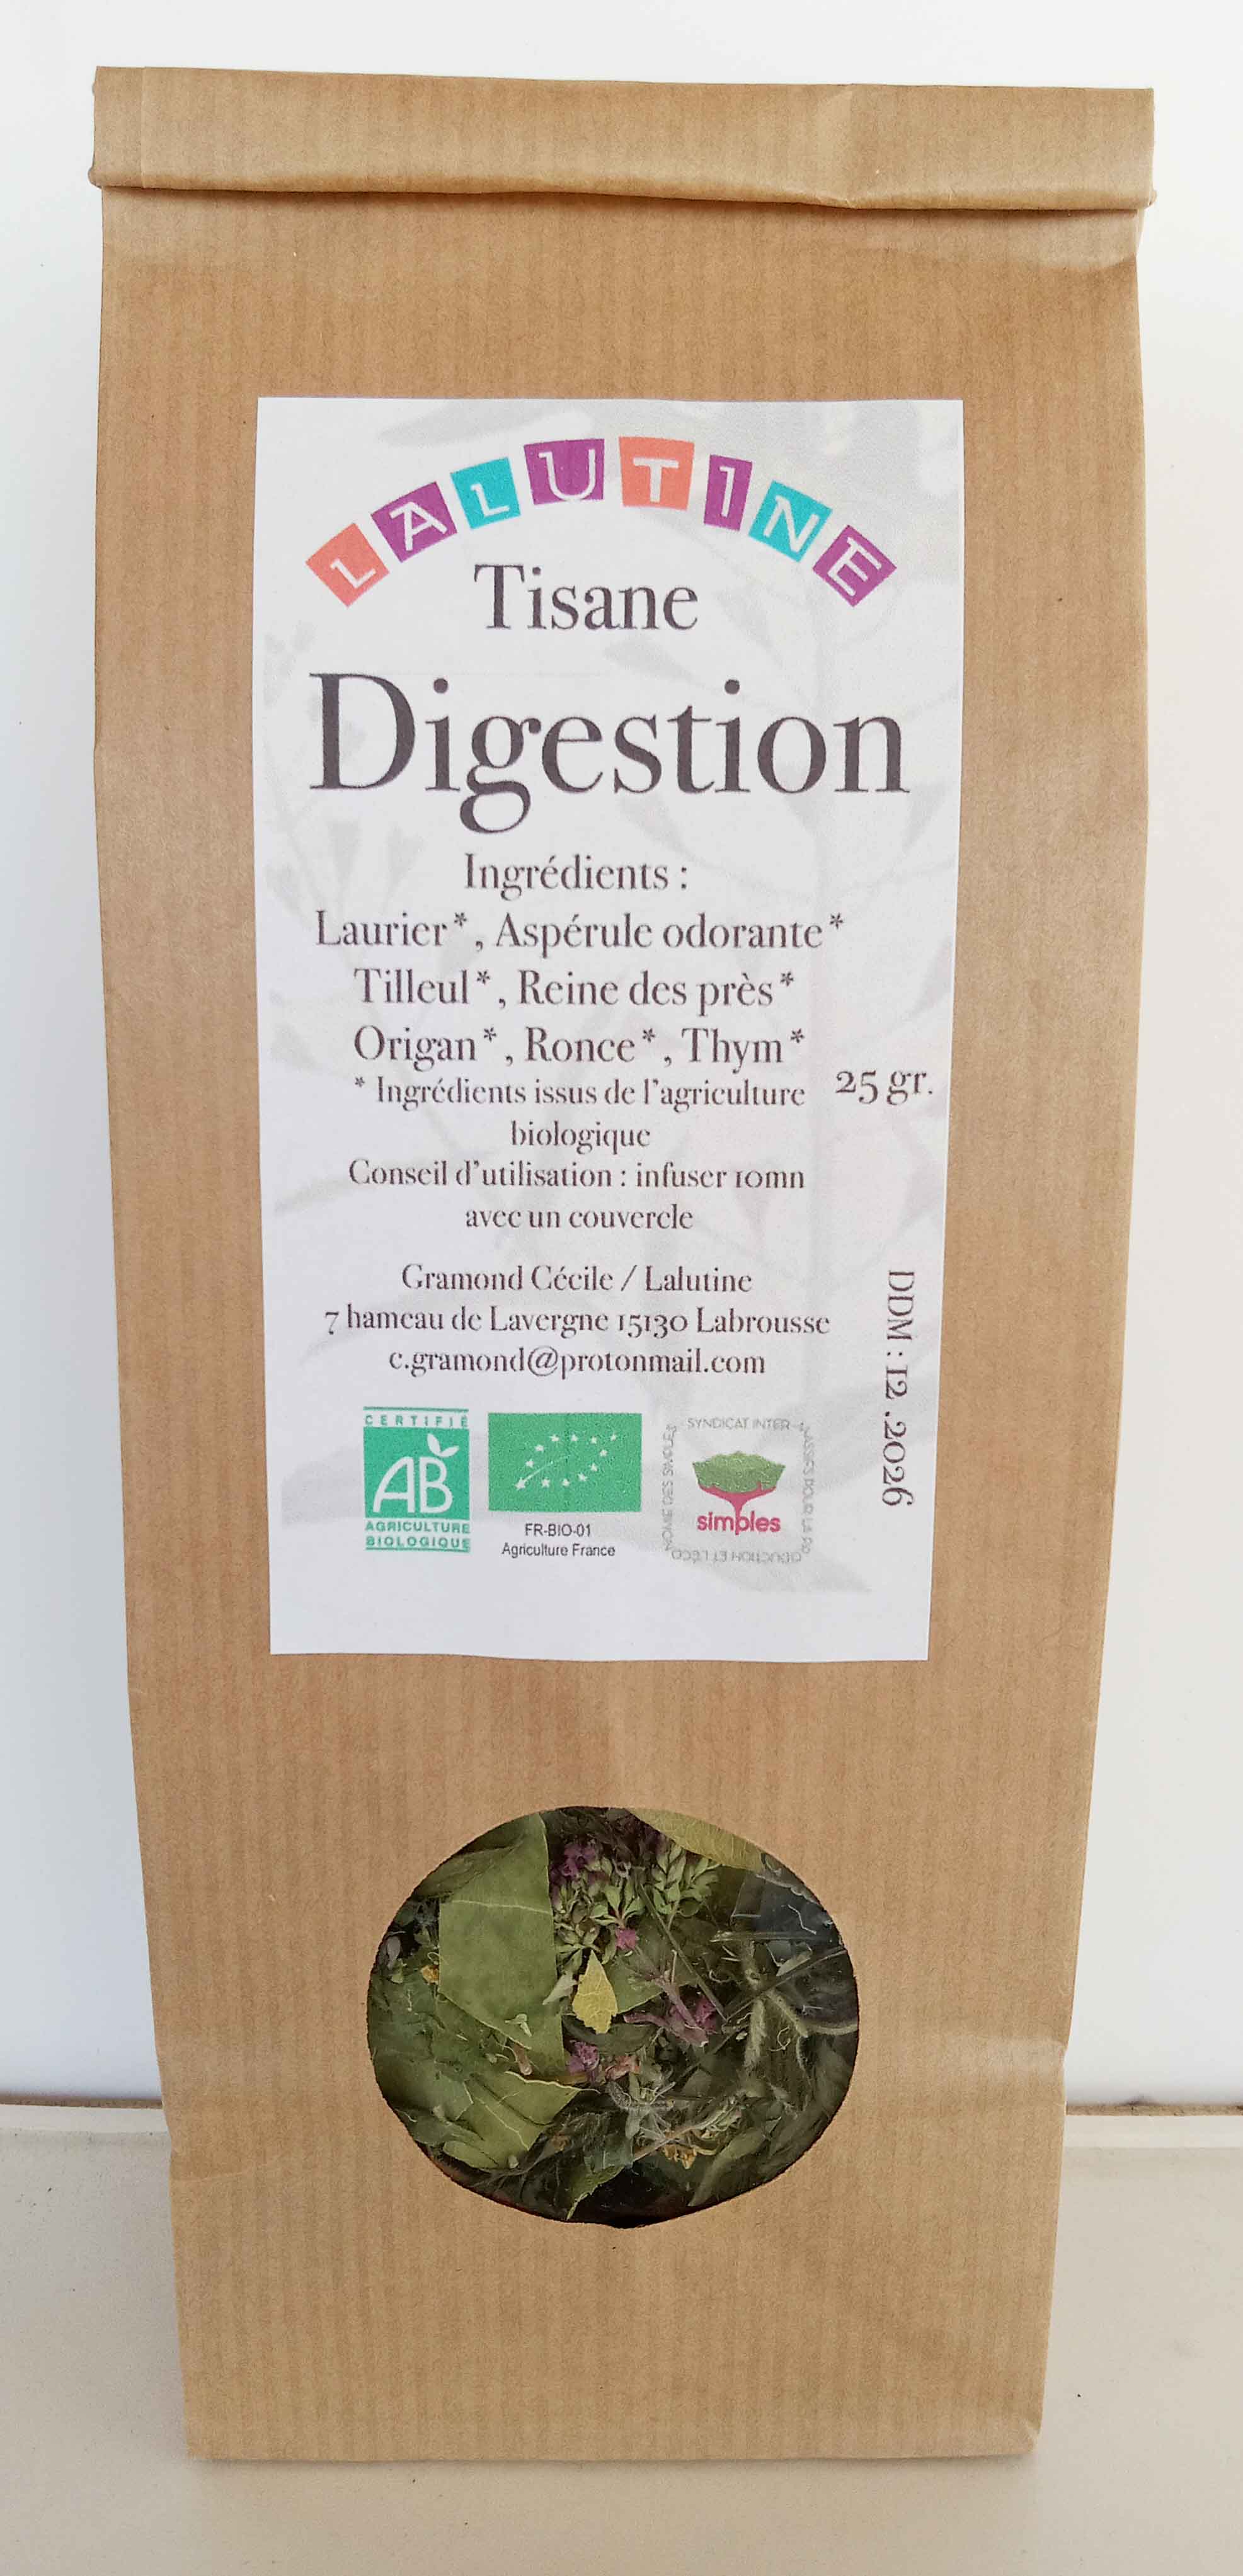 LALUTINE
Tisane
Digestion
Ingrédients :
Laurier*, Aspérule odorante*
Tilleul*, Reine des près*
Origan*, Ronce*, Thym*
* Ingrédients issus de l'agriculture
biologique
25 gr.
Conseil d'utilisation : infuser 10mn
avec un couvercle
Gramond Cécile / Lalutine
7 hameau de Lavergne 15130 Labrousse
c.gramond@protonmail.com
DDM : 12 .2026
CERTIFIÉ
AB
AGRICULTURE
BIOLOGIQUE
FR-BIO-01
Agriculture France
SYNDICAT INTER-
simples